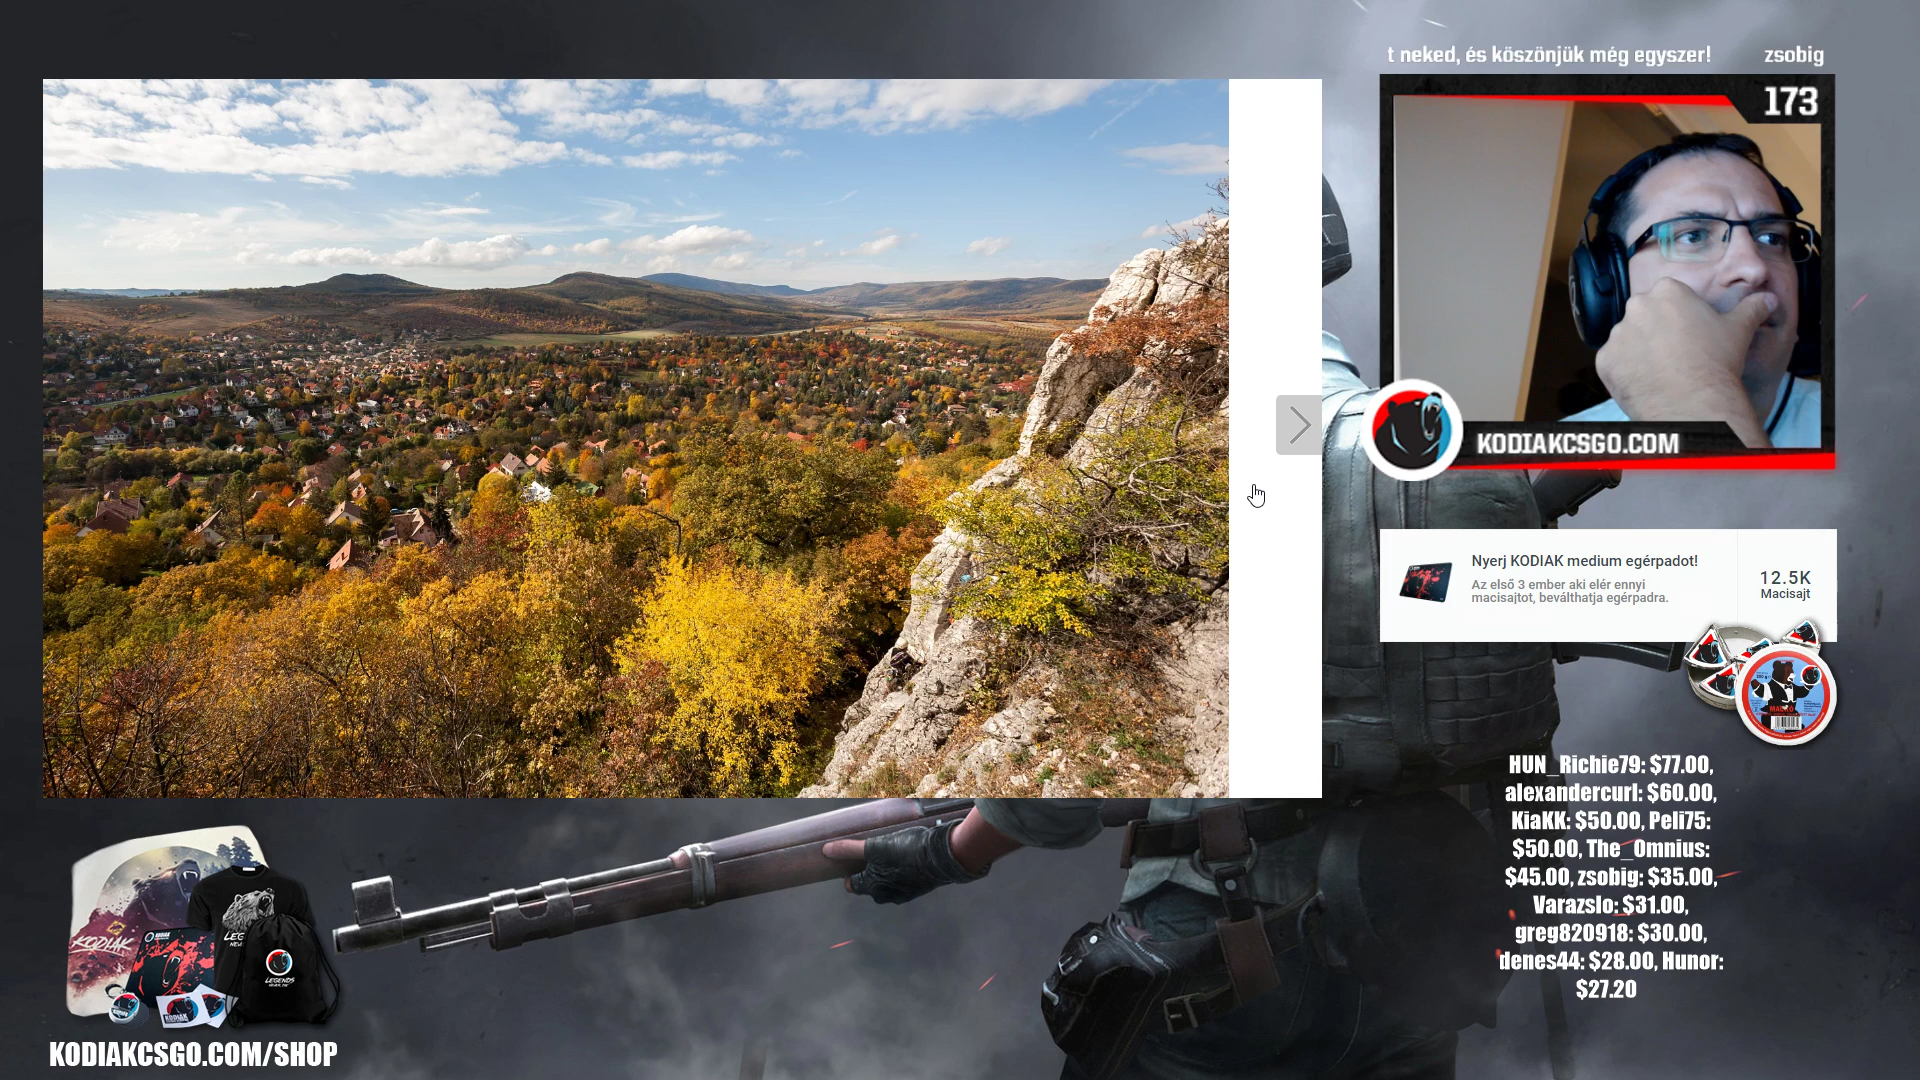 t neked, és köszönjük még egyszer! zsobig
173
KODIAKCSGO.COM
Nyerj KODIAK medium egérpadot!
Az első 3 ember aki elér ennyi
macisajtot, beválthatja egérpadra.
12.5K
Macisajt
HUN_Richie79: $77.00,
alexandercurl: $60.00,
KiaKK: $50.00, Peli75:
$50.00, The_Omnius:
$45.00, zsobig: $35.00,
Varazslo: $31.00,
greg820918: $30.00,
denes44: $28.00, Hunor:
$27.20
KODIAK
LEGENDS
KODIAKCSGO.COM/SHOP